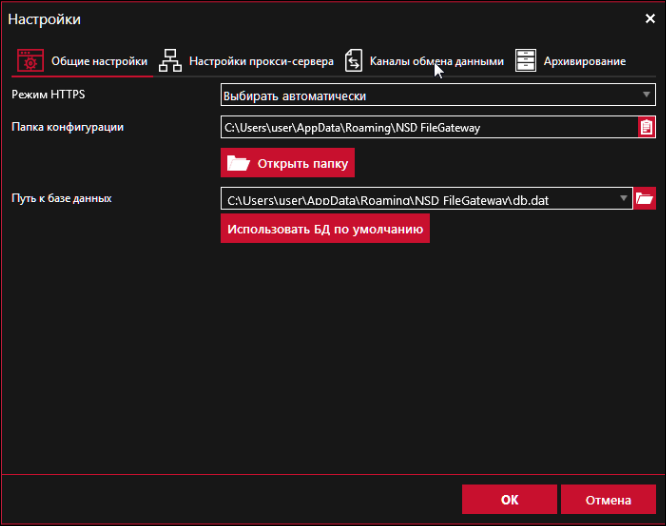 Настройки
Общие настройки Настройки прокси-сервера Каналы обмена данными Архивирование
Режим HTTPS Выбирать автоматически
Папка конфигурации C:\Users\user\AppData\Roaming\NSD FileGateway
Открыть папку
Путь к базе данных C:\Users\user\AppData\Roaming\NSD FileGateway\db.dat
Использовать БД по умолчанию
OK Отмена